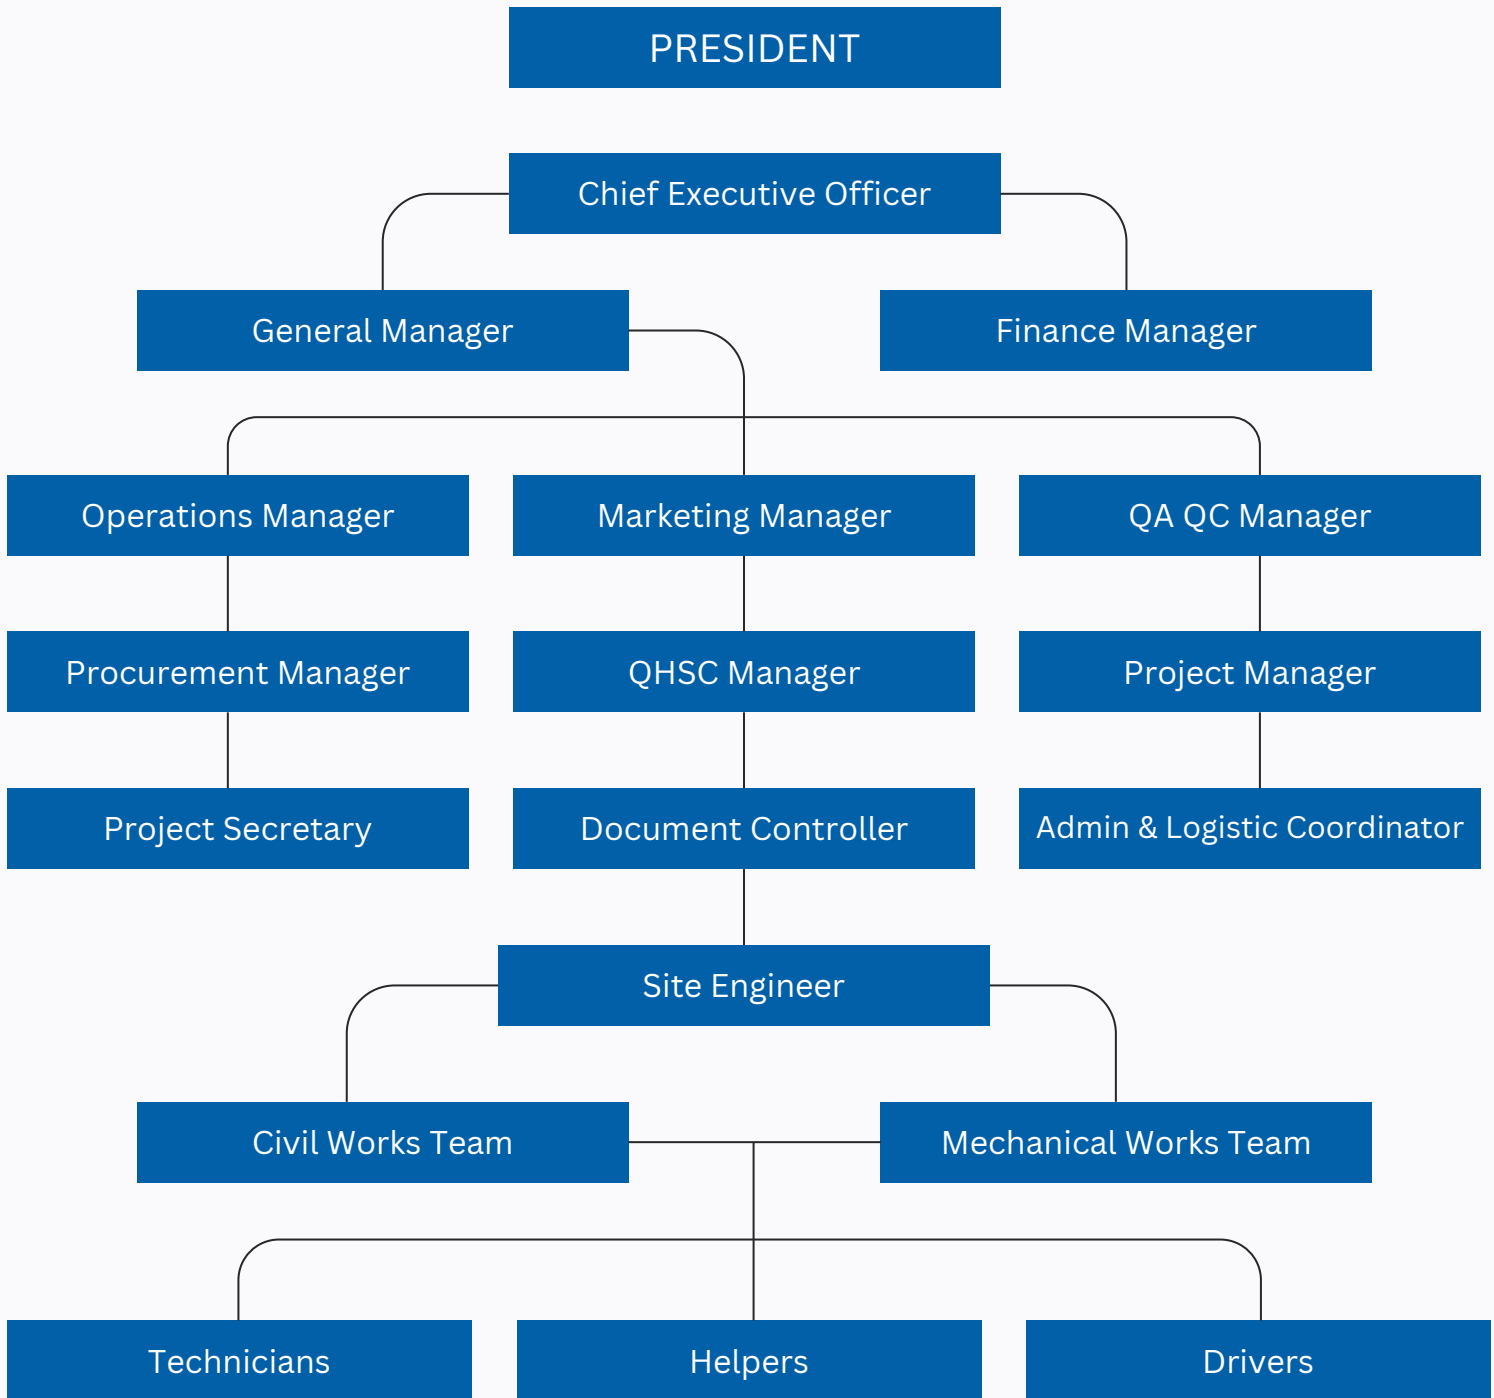 PRESIDENT
Chief Executive Officer
General Manager
Finance Manager
Operations Manager
Marketing Manager
QA QC Manager
Procurement Manager
QHSC Manager
Project Manager
Project Secretary
Document Controller
Admin & Logistic Coordinator
Site Engineer
Civil Works Team
Mechanical Works Team
Technicians
Helpers
Drivers